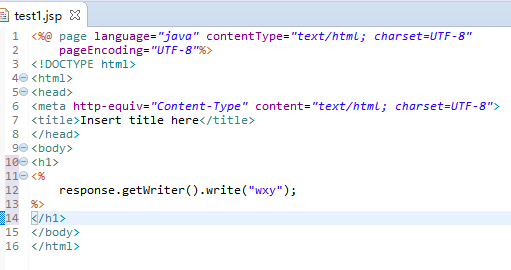 test1.jsp
1 <%@ page language="java" contentType="text/html; charset=UTF-8"
2     pageEncoding="UTF-8"%>
3 <!DOCTYPE html>
4 <html>
5 <head>
6 <meta http-equiv="Content-Type" content="text/html; charset=UTF-8">
7 <title>Insert title here</title>
8 </head>
9 <body>
10 <h1>
11 <%
12     response.getWriter().write("wxy");
13 %>
14 </h1>
15 </body>
16 </html>